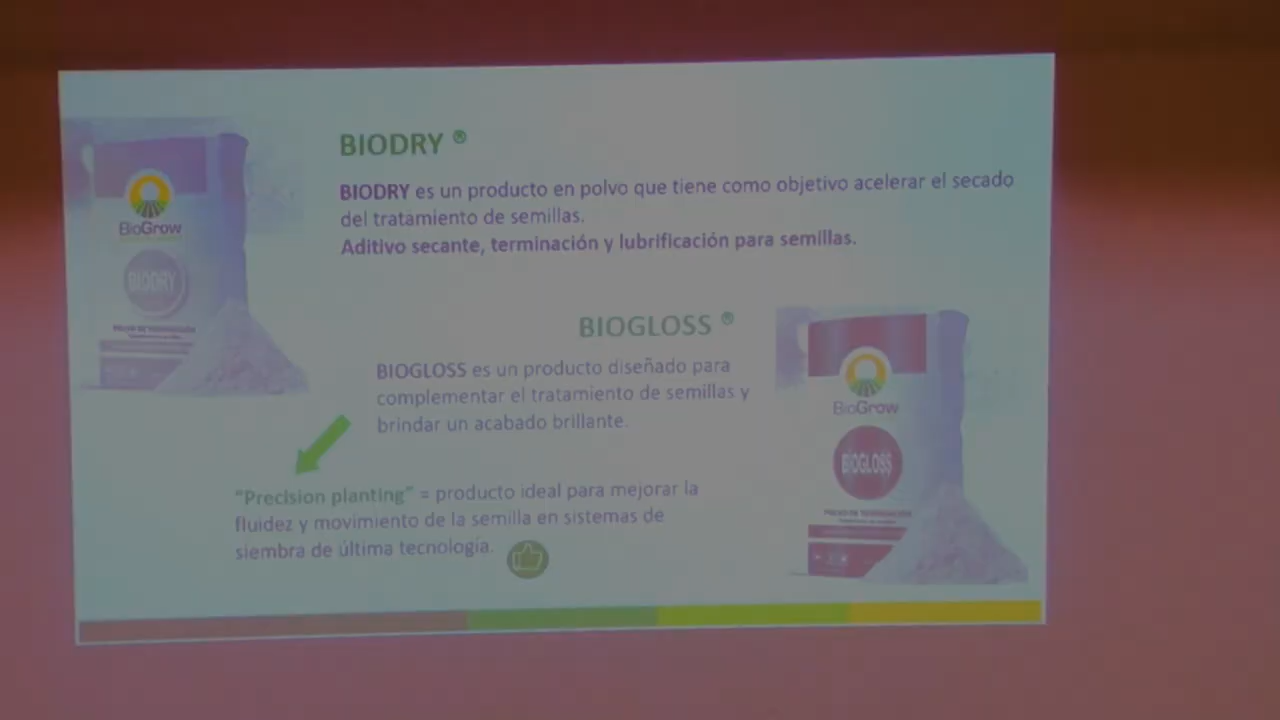 BIODRY ®
BIODRY es un producto en polvo que tiene como objetivo acelerar el secado
del tratamiento de semillas.
Aditivo secante, terminación y lubrificación para semillas.
BioGrow
BIODRY
BIOGLOSS ®
BIOGLOSS es un producto diseñado para
complementar el tratamiento de semillas y
brindar un acabado brillante.
BioGrow
BIOGLOSS
"Precision planting" = producto ideal para mejorar la
fluidez y movimiento de la semilla en sistemas de
siembra de última tecnología.